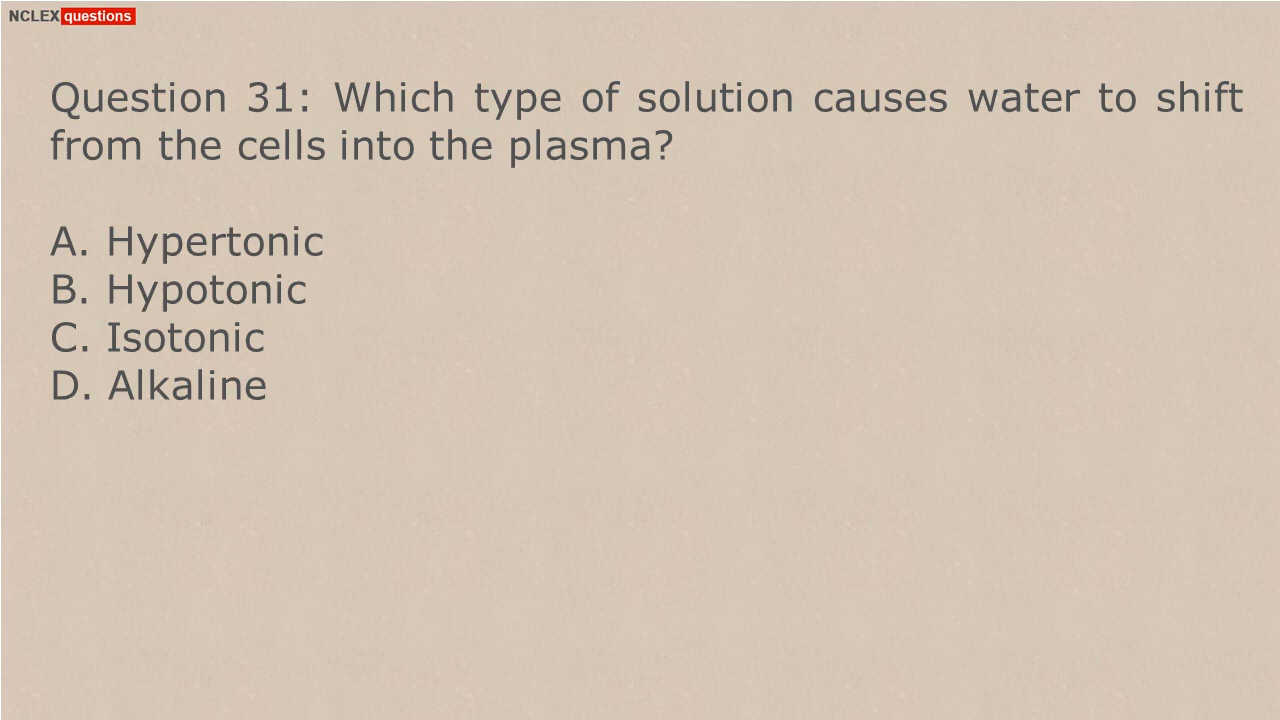 NCLEX questions
Question 31: Which type of solution causes water to shift
from the cells into the plasma?
A. Hypertonic
B. Hypotonic
C. Isotonic
D. Alkaline